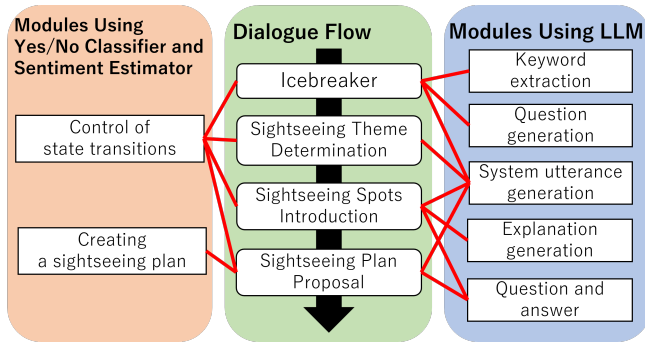 Modules Using
Yes/No Classifier and
Sentiment Estimator
Control of
state transitions
Creating
a sightseeing plan
Dialogue Flow
Icebreaker
Sightseeing Theme
Determination
Sightseeing Spots
Introduction
Sightseeing Plan
Proposal
Modules Using LLM
Keyword
extraction
Question
generation
System utterance
generation
Explanation
generation
Question and
answer